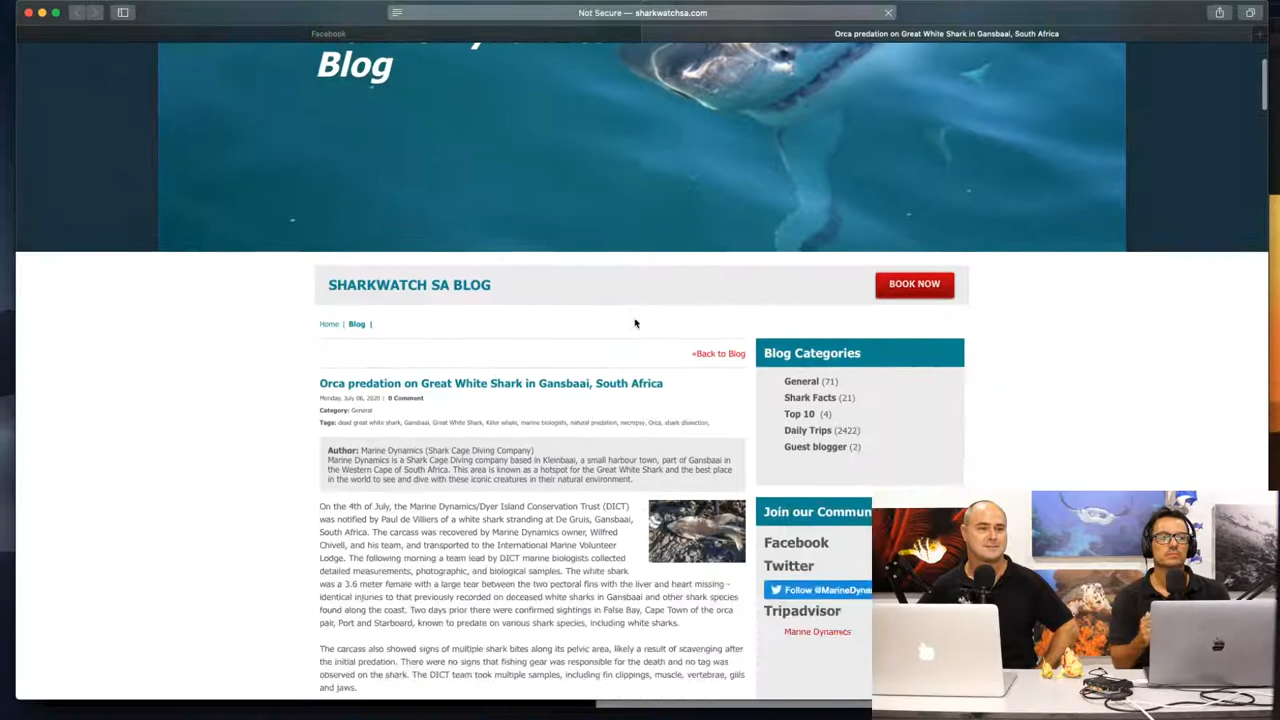 Not Secure — sharkwatchsa.com
Facebook
Orca predation on Great White Shark in Gansbaai, South Africa
Blog
SHARKWATCH SA BLOG
BOOK NOW
Home | Blog |
«Back to Blog
Orca predation on Great White Shark in Gansbaai, South Africa
Monday, July 06, 2020 | 0 Comment
Category: General
Tags: dead great white shark, Gansbaai, Great White Shark, Killer whale, marine biologists, natural predation, necropsy, Orca, shark dissection,
Author: Marine Dynamics (Shark Cage Diving Company)
Marine Dynamics is a Shark Cage Diving company based in Kleinbaai, a small harbour town, part of Gansbaai in
the Western Cape of South Africa. This area is known as a hotspot for the Great White Shark and the best place
in the world to see and dive with these iconic creatures in their natural environment.
On the 4th of July, the Marine Dynamics/Dyer Island Conservation Trust (DICT)
was notified by Paul de Villiers of a white shark stranding at De Gruis, Gansbaai,
South Africa. The carcass was recovered by Marine Dynamics owner, Wilfred
Chivell, and his team, and transported to the International Marine Volunteer
Lodge. The following morning a team lead by DICT marine biologists collected
detailed measurements, photographic, and biological samples. The white shark
was a 3.6 meter female with a large tear between the two pectoral fins with the liver and heart missing–
identical injuries to that previously recorded on deceased white sharks in Gansbaai and other shark species
found along the coast. Two days prior there were confirmed sightings in False Bay, Cape Town of the orca
pair, Port and Starboard, known to predate on various shark species, including white sharks.
The carcass also showed signs of multiple shark bites along its pelvic area, likely a result of scavenging after
the initial predation. There were no signs that fishing gear was responsible for the death and no tag was
observed on the shark. The DICT team took multiple samples, including fin clippings, muscle, vertebrae, gills
and jaws.
Blog Categories
General (71)
Shark Facts (21)
Top 10 (4)
Daily Trips (2422)
Guest blogger (2)
Join our Commun
Facebook
Twitter
Follow @MarineDyna
Tripadvisor
Marine Dynamics